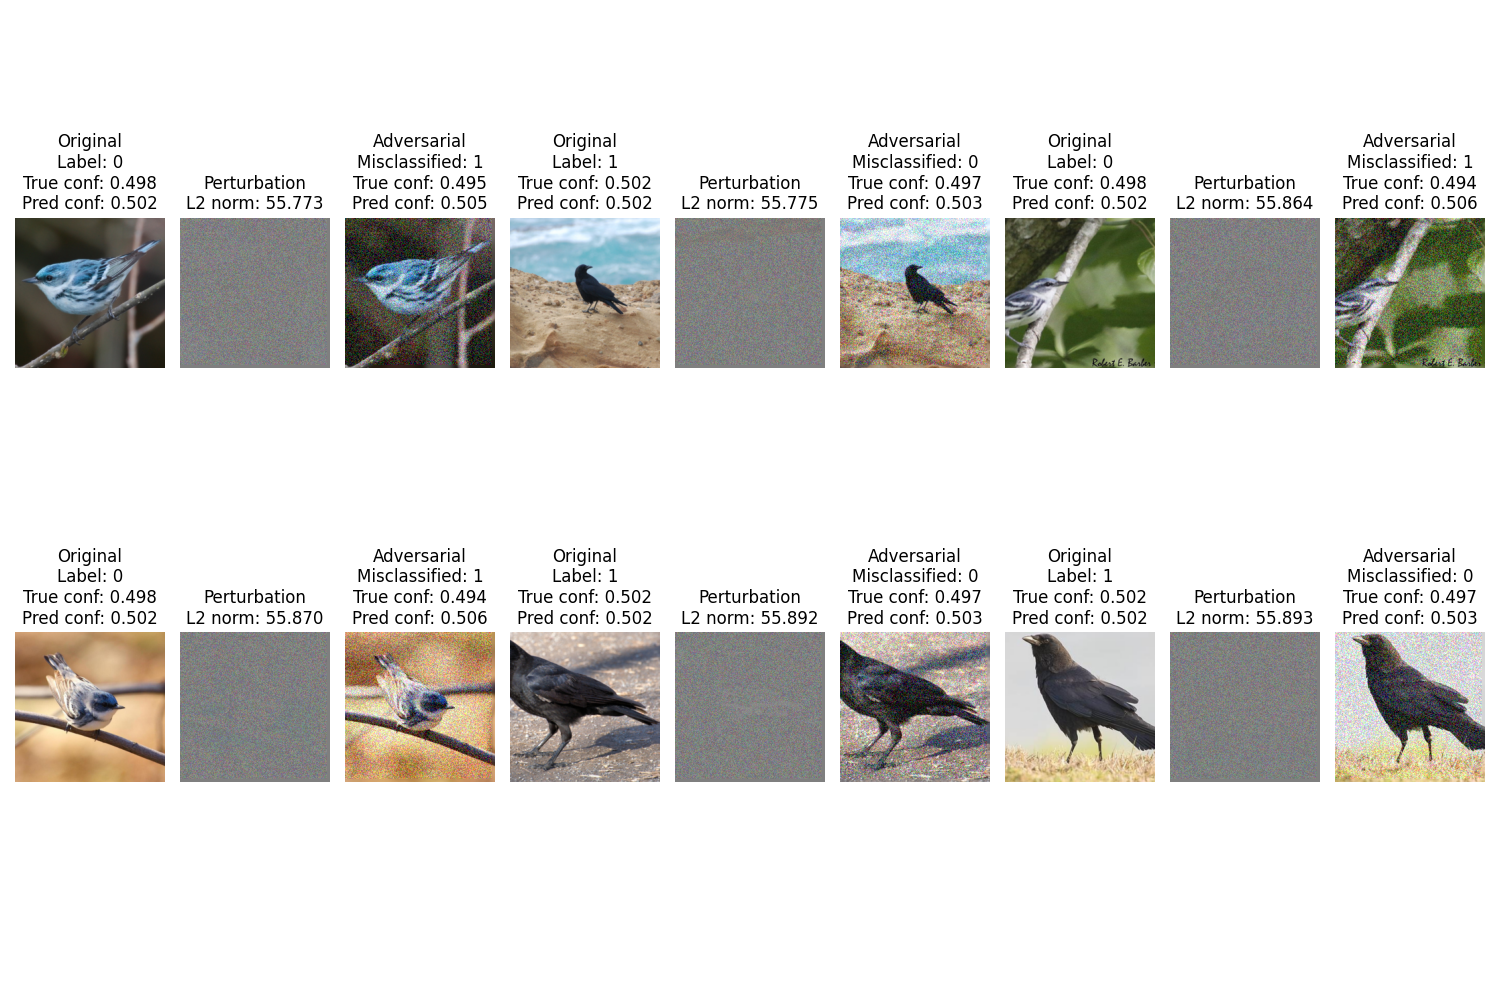 Original
Label: 0
True conf: 0.498
Pred conf: 0.502
Perturbation
L2 norm: 55.773
Adversarial
Misclassified: 1
True conf: 0.495
Pred conf: 0.505
Original
Label: 1
True conf: 0.502
Pred conf: 0.502
Perturbation
L2 norm: 55.775
Adversarial
Misclassified: 0
True conf: 0.497
Pred conf: 0.503
Original
Label: 0
True conf: 0.498
Pred conf: 0.502
Robert E. Barber
Perturbation
L2 norm: 55.864
Adversarial
Misclassified: 1
True conf: 0.494
Pred conf: 0.506
Robert E. Barber
Original
Label: 0
True conf: 0.498
Pred conf: 0.502
Perturbation
L2 norm: 55.870
Adversarial
Misclassified: 1
True conf: 0.494
Pred conf: 0.506
Original
Label: 1
True conf: 0.502
Pred conf: 0.502
Perturbation
L2 norm: 55.892
Adversarial
Misclassified: 0
True conf: 0.497
Pred conf: 0.503
Original
Label: 1
True conf: 0.502
Pred conf: 0.502
Perturbation
L2 norm: 55.893
Adversarial
Misclassified: 0
True conf: 0.497
Pred conf: 0.503